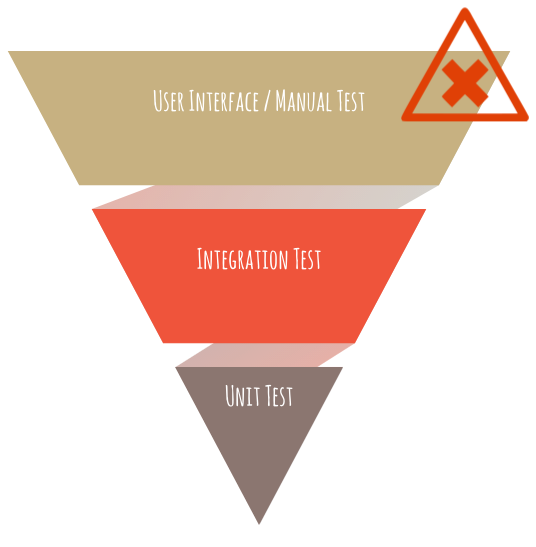 User Interface / Manual Test
Integration Test
Unit Test